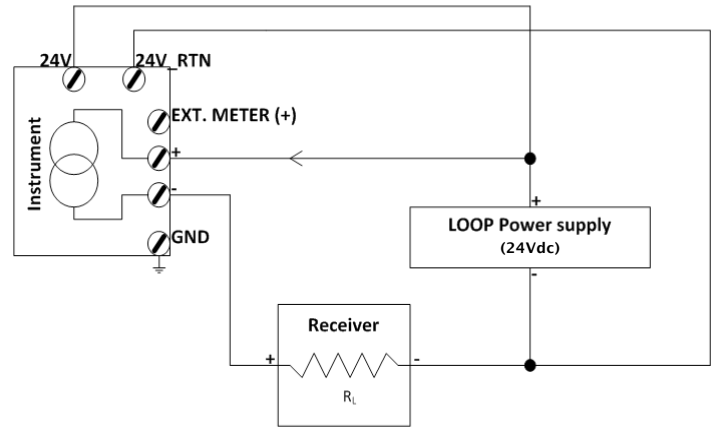 24V 24V_RTN
EXT. METER (+)
+
-
Instrument
GND
+
LOOP Power supply
(24Vdc)
-
Receiver
+ -
RL